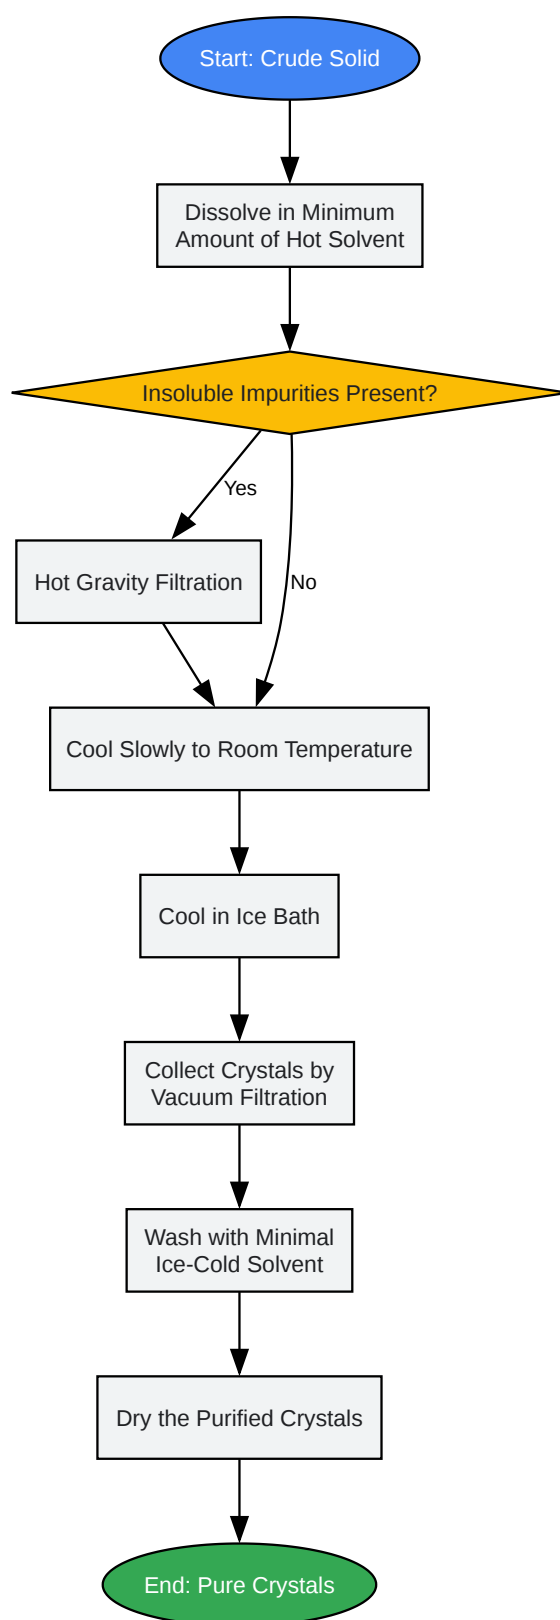 Start: Crude Solid
Dissolve in Minimum
Amount of Hot Solvent
Insoluble Impurities Present?
Yes
Hot Gravity Filtration
No
Cool Slowly to Room Temperature
Cool in Ice Bath
Collect Crystals by
Vacuum Filtration
Wash with Minimal
Ice-Cold Solvent
Dry the Purified Crystals
End: Pure Crystals